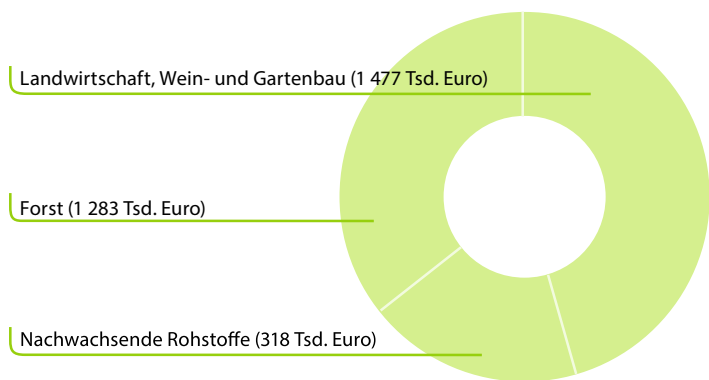 Landwirtschaft, Wein- und Gartenbau (1 477 Tsd. Euro)
Forst (1 283 Tsd. Euro)
Nachwachsende Rohstoffe (318 Tsd. Euro)